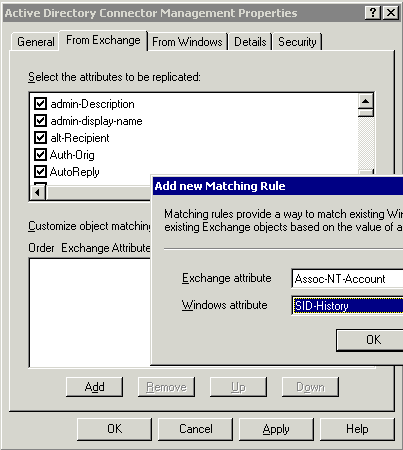 Active Directory Connector Management Properties
General From Exchange From Windows Details Security
Select the attributes to be replicated:
admin-Description
admin-display-name
alt-Recipient
Auth-Orig
AutoReply
Add new Matching Rule
Matching rules provide a way to match existing
existing Exchange objects based on the value of a
Customize object matching
Order Exchange Attribute
Exchange attribute Assoc-NT-Account
Windows attribute SID-History
OK
Add Remove Up Down
OK Cancel Apply Help